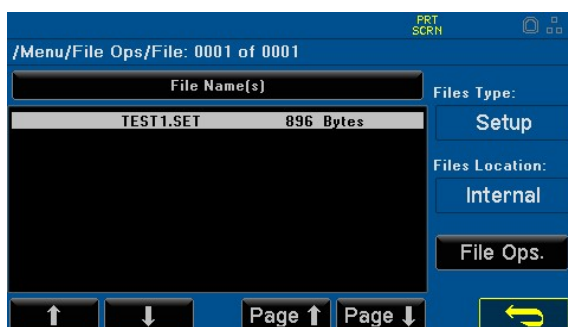 PRT
SCRN
/Menu/File Ops/File: 0001 of 0001
File Name(s)
Files Type:
TEST1.SET 896 Bytes
Setup
Files Location:
Internal
File Ops.
Page ↑ Page ↓